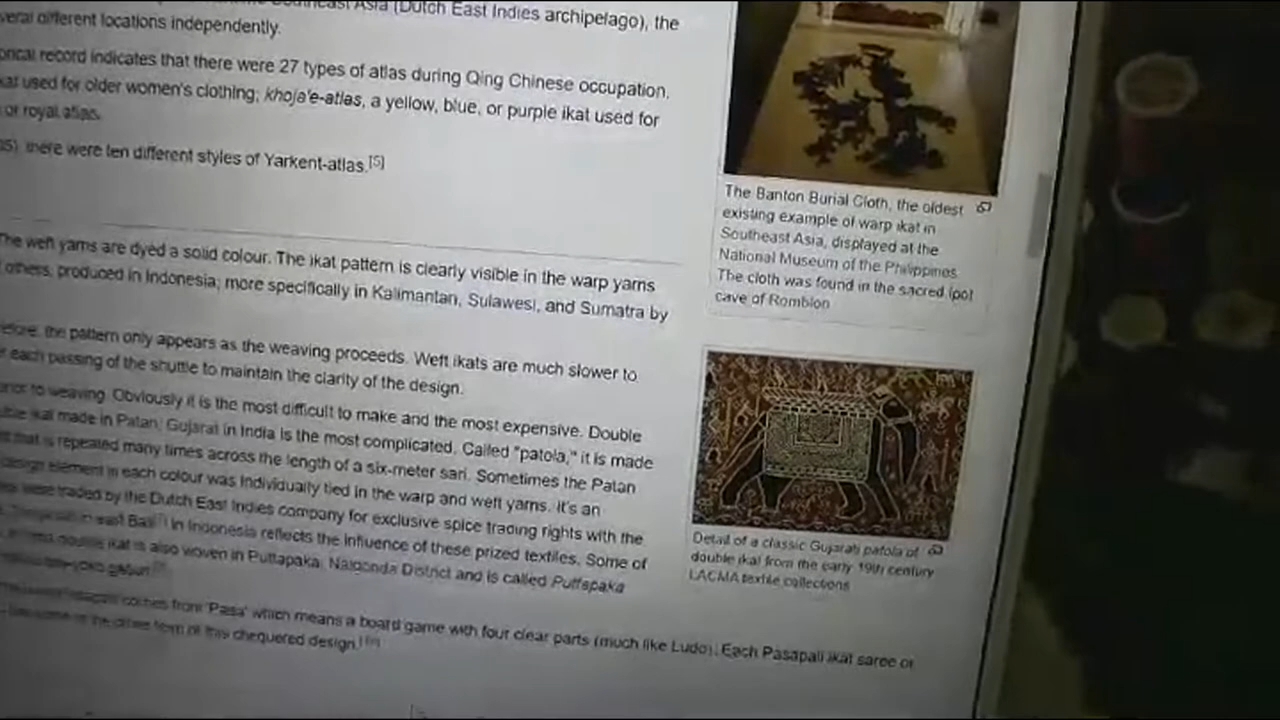 Southeast Asia (Dutch East Indies archipelago), the
different locations independently.
record indicates that there were 27 types of atlas during Qing Chinese occupation.
used for older women's clothing; khoja'e-atlas, a yellow, blue, or purple ikat used for
or royal atlas.
there were ten different styles of Yarkent-atlas.[5]
The weft yarns are dyed a solid colour. The ikat pattern is clearly visible in the warp yarns
others, produced in Indonesia; more specifically in Kalimantan, Sulawesi, and Sumatra by
the pattern only appears as the weaving proceeds. Weft ikats are much slower to
each passing of the shuttle to maintain the clarity of the design.
prior to weaving. Obviously it is the most difficult to make and the most expensive. Double
ikat made in Patan, Gujarat in India is the most complicated. Called "patola," it is made
that is repeated many times across the length of a six-meter sari. Sometimes the Patan
design element in each colour was individually tied in the warp and weft yarns. It's an
were traded by the Dutch East Indies company for exclusive spice trading rights with the
in east Bali in Indonesia reflects the influence of these prized textiles. Some of
double ikat is also woven in Puttapaka, Nalgonda District and is called Puttapaka
comes from 'Pasa' which means a board game with four clear parts (much like Ludo). Each Pasapali ikat saree or
form of this chequered design.
The Banton Burial Cloth, the oldest
existing example of warp ikat in
Southeast Asia, displayed at the
National Museum of the Philippines.
The cloth was found in the sacred Ipot
cave of Romblon
Detail of a classic Gujarati patola of
double ikat from the early 19th century
LACMA textile collections